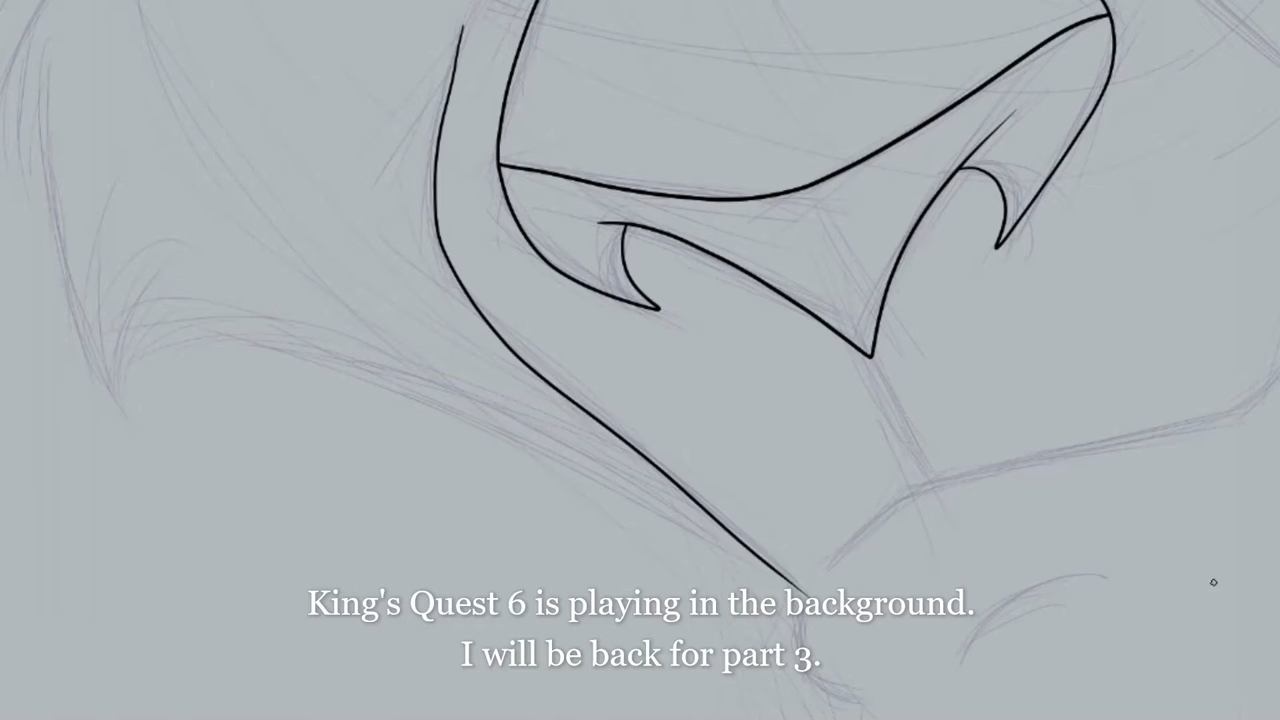 King's Quest 6 is playing in the background.
I will be back for part 3.